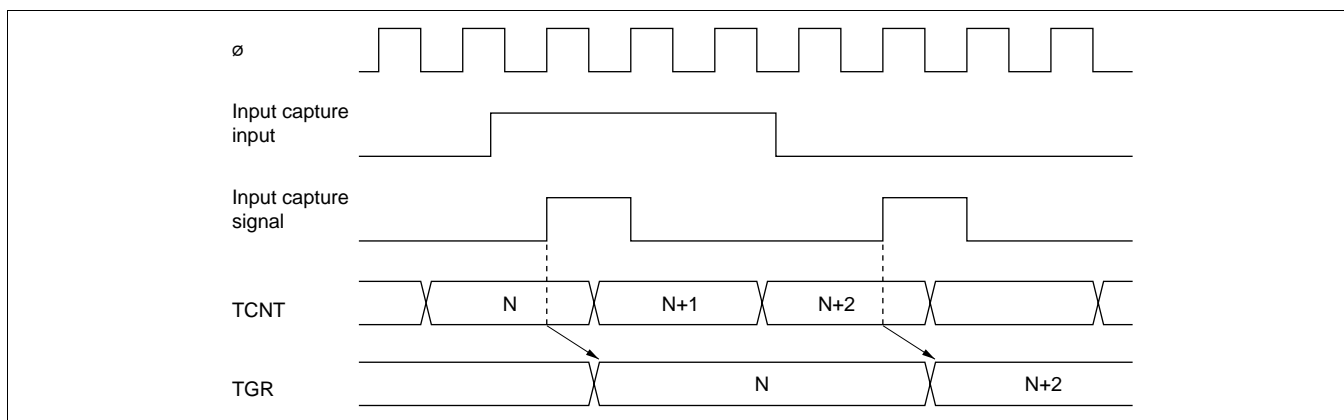 ø
Input capture
input
Input capture
signal
TCNT
N
N+1
N+2
TGR
N
N+2